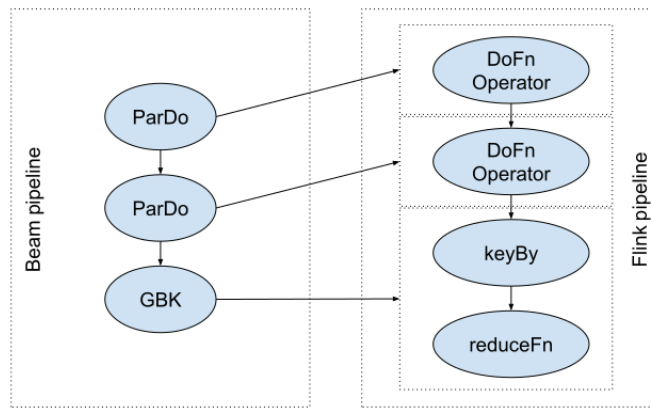 Beam pipeline
ParDo
ParDo
GBK
DoFn
Operator
DoFn
Operator
keyBy
reduceFn
Flink pipeline